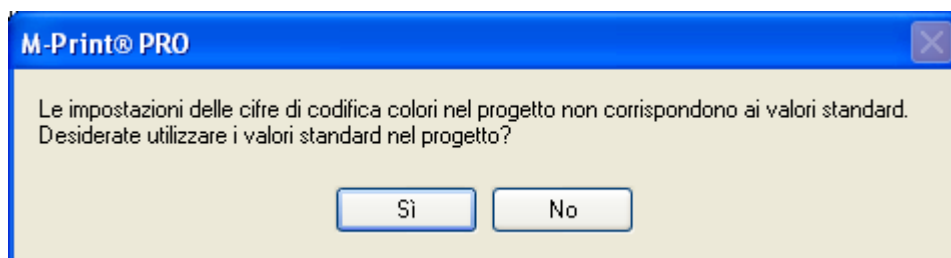 M-Print® PRO
Le impostazioni delle cifre di codifica colori nel progetto non corrispondono ai valori standard.
Desiderate utilizzare i valori standard nel progetto?
Sì No